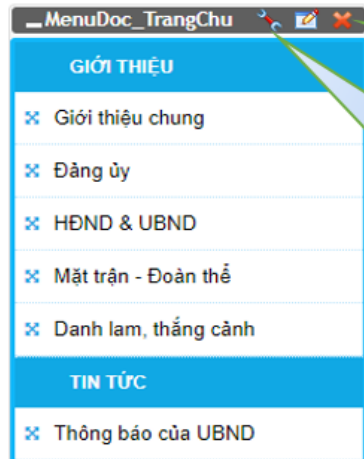 MenuDoc_TrangChu
GIỚI THIỆU
Giới thiệu chung
Đảng ủy
HĐND & UBND
Mặt trận - Đoàn thể
Danh lam, thắng cảnh
TIN TỨC
Thông báo của UBND